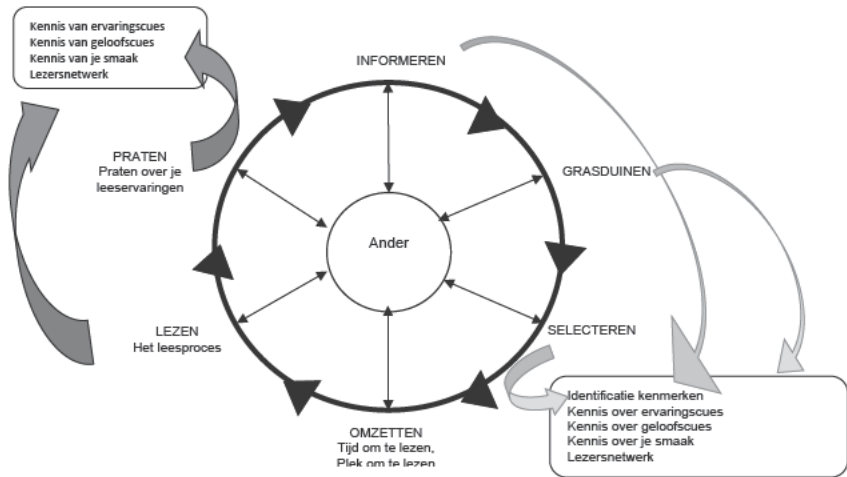 Kennis van ervaringscues
Kennis van geloofscues
Kennis van je smaak
Lezersnetwerk
INFORMEREN
PRATEN
Praten over je
leeservaringen
GRASDUINEN
Ander
LEZEN
Het leesproces
SELECTEREN
OMZETTEN
Tijd om te lezen,
Plek om te lezen
Identificatie kenmerken
Kennis over ervaringscues
Kennis over geloofscues
Kennis over je smaak
Lezersnetwerk